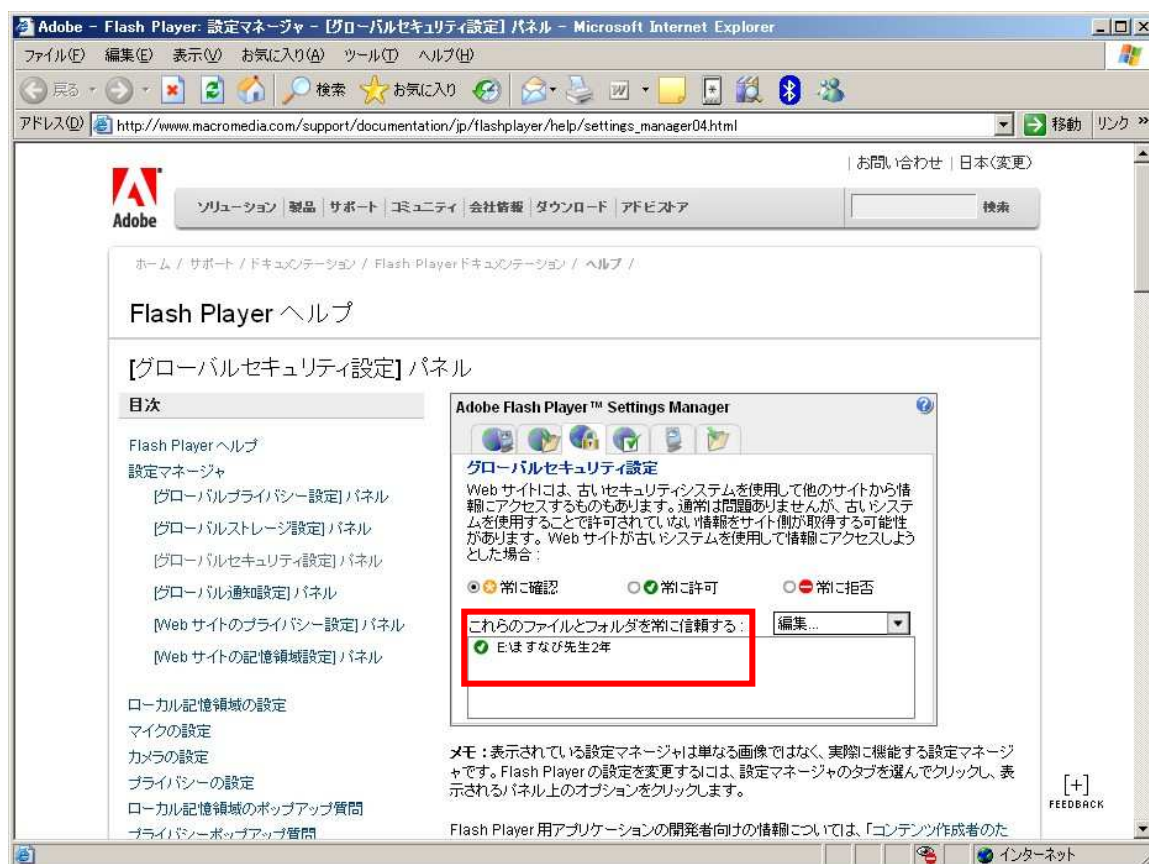 Adobe - Flash Player: 設定マネージャ - [グローバルセキュリティ設定] パネル - Microsoft Internet Explorer
ファイル(F) 編集(E) 表示(V) お気に入り(A) ツール(T) ヘルプ(H)
戻る 検索 お気に入り
アドレス(D) http://www.macromedia.com/support/documentation/jp/flashplayer/help/settings_manager04.html 移動 リンク »
| お問い合わせ | 日本(変更)
Adobe
ソリューション | 製品 | サポート | コミュニティ | 会社情報 | ダウンロード | アドビストア 検索
ホーム / サポート / ドキュメンテーション / Flash Player ドキュメンテーション / ヘルプ /
Flash Player ヘルプ
[グローバルセキュリティ設定] パネル
目次
Flash Player ヘルプ
設定マネージャ
[グローバルプライバシー設定] パネル
[グローバルストレージ設定] パネル
[グローバルセキュリティ設定] パネル
[グローバル通知設定] パネル
[Web サイトのプライバシー設定] パネル
[Web サイトの記憶領域設定] パネル
ローカル記憶領域の設定
マイクの設定
カメラの設定
プライバシーの設定
ローカル記憶領域のポップアップ質問
プライバシーポップアップ質問
Adobe Flash Player™ Settings Manager
グローバルセキュリティ設定
Web サイトには、古いセキュリティシステムを使用して他のサイトから情
報にアクセスするものもあります。通常は問題ありませんが、古いシステ
ムを使用することで許可されていない情報をサイト側が取得する可能性
があります。Web サイトが古いシステムを使用して情報にアクセスしよう
とした場合 :
常に確認 常に許可 常に拒否
これらのファイルとフォルダを常に信頼する : 編集...
E:\ますなび先生2年
メモ : 表示されている設定マネージャは単なる画像ではなく、実際に機能する設定マネージ
ャです。Flash Player の設定を変更するには、設定マネージャのタブを選んでクリックし、表
示されるパネル上のオプションをクリックします。
[+]
FEEDBACK
Flash Player 用アプリケーションの開発者向けの情報については、「コンテンツ作成者のた
インターネット